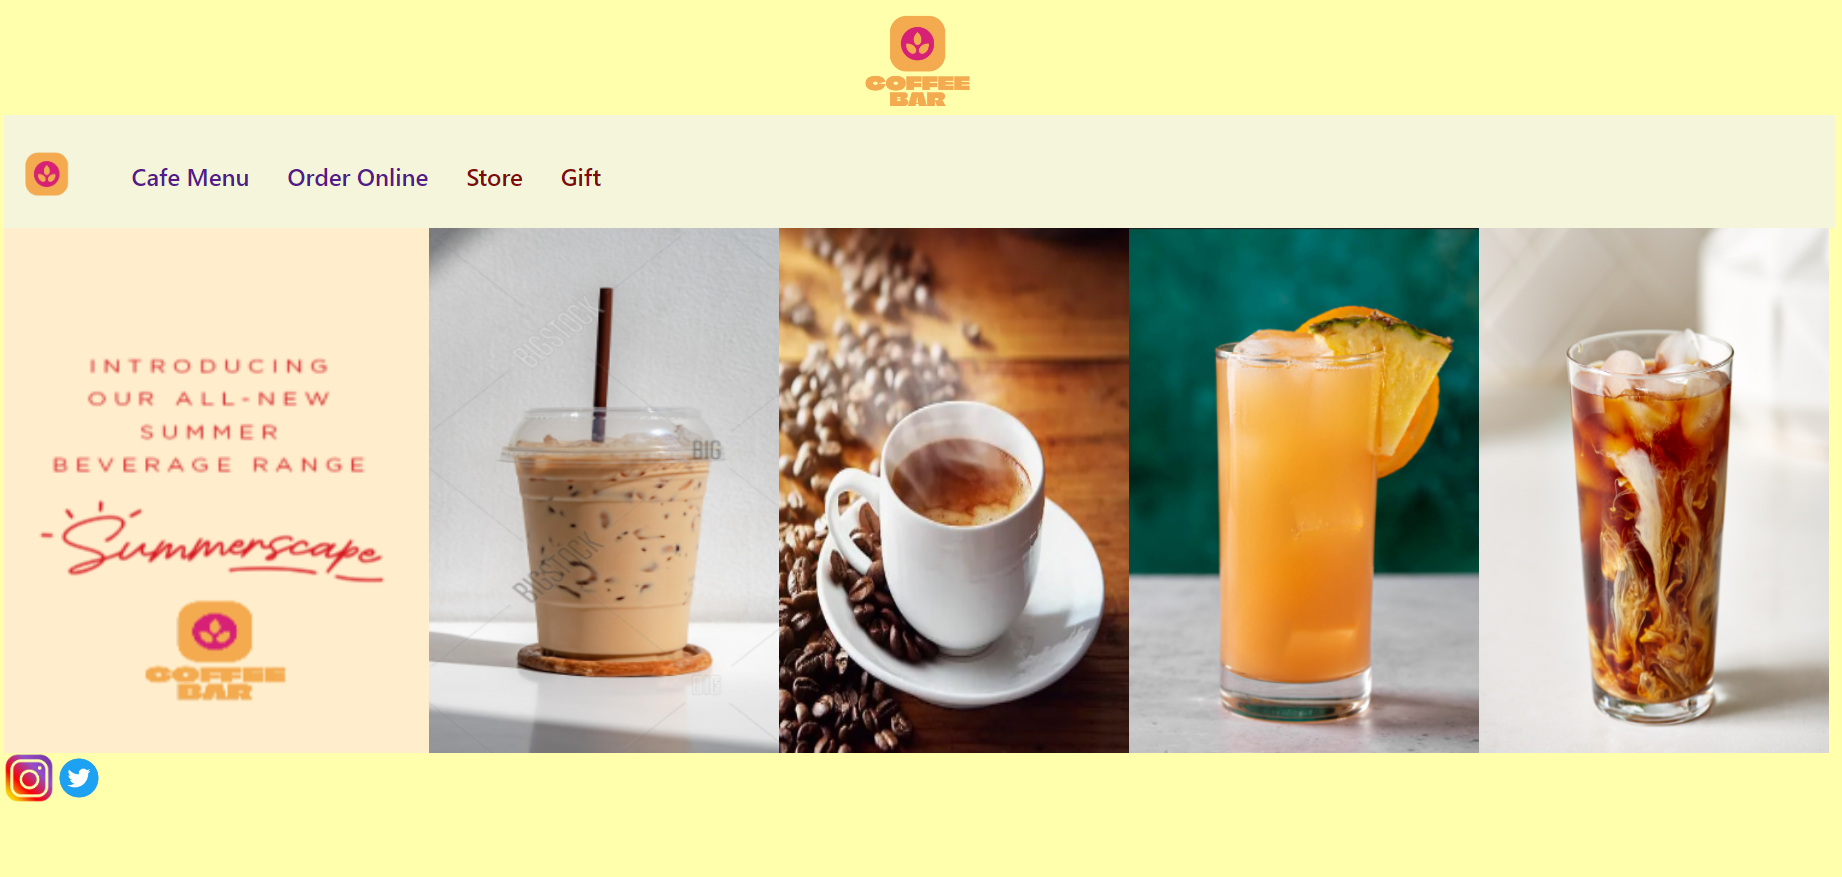 COFFEE
BAR
Cafe Menu Order Online Store Gift
INTRODUCING
OUR ALL-NEW
SUMMER
BEVERAGE RANGE
Summerscape
COFFEE
BAR
BIGSTOCK
BIG
BIGSTOCK
BIG